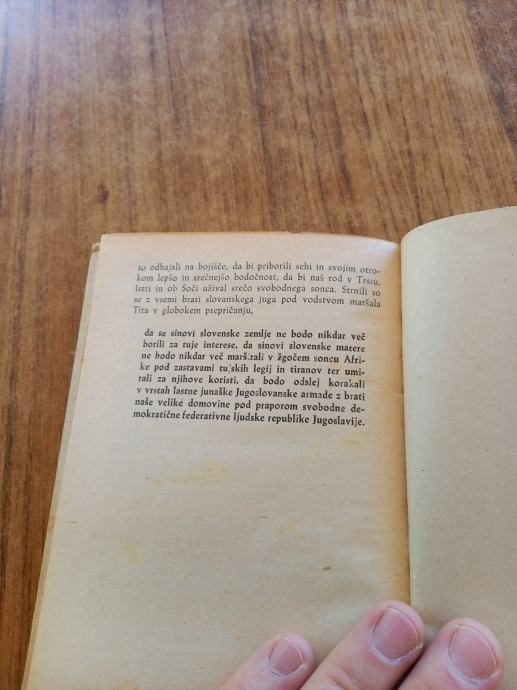 so odhajali na bojišče, da bi priborili sebi in svojim otro-
kom lepšo in srečnejšo bodočnost, da bi naš rod v Trstu,
Istri in ob Soči užival srečo svobodnega sonca. Strnili so
se z vsemi brati slovanskega juga pod vodstvom maršala
Tita v globokem prepričanju,
da se sinovi slovenske zemlje ne bodo nikdar več
borili za tuje interese, da sinovi slovenske matere
ne bodo nikdar več marširali v žgočem soncu Afri-
ke pod zastavami tujskih legij in tiranov ter umi-
rali za njihove koristi, da bodo odslej korakali
v vrstah lastne junaške Jugoslovanske armade z brati
naše velike domovine pod praporom svobodne de-
mokratične federativne ljudske republike Jugoslavije.